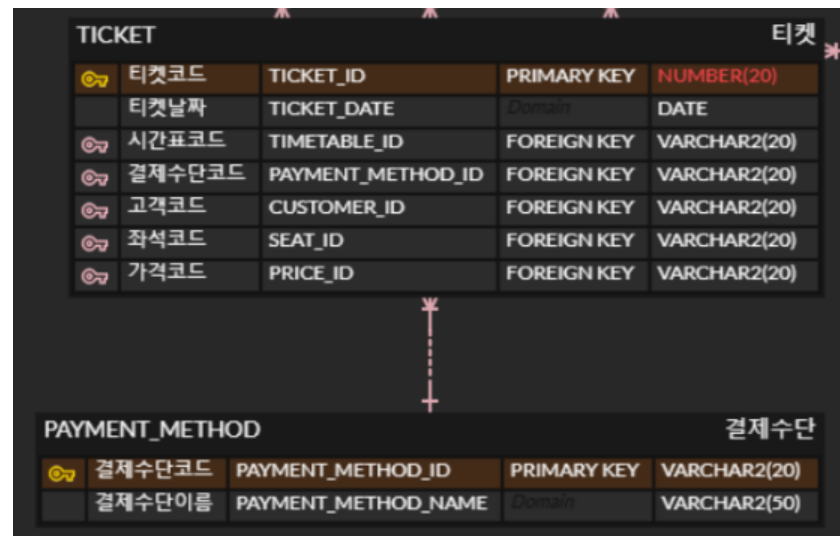 TICKET 티켓
티켓코드 TICKET_ID PRIMARY KEY NUMBER(20)
티켓날짜 TICKET_DATE Domain DATE
시간표코드 TIMETABLE_ID FOREIGN KEY VARCHAR2(20)
결제수단코드 PAYMENT_METHOD_ID FOREIGN KEY VARCHAR2(20)
고객코드 CUSTOMER_ID FOREIGN KEY VARCHAR2(20)
좌석코드 SEAT_ID FOREIGN KEY VARCHAR2(20)
가격코드 PRICE_ID FOREIGN KEY VARCHAR2(20)
PAYMENT_METHOD 결제수단
결제수단코드 PAYMENT_METHOD_ID PRIMARY KEY VARCHAR2(20)
결제수단이름 PAYMENT_METHOD_NAME Domain VARCHAR2(50)